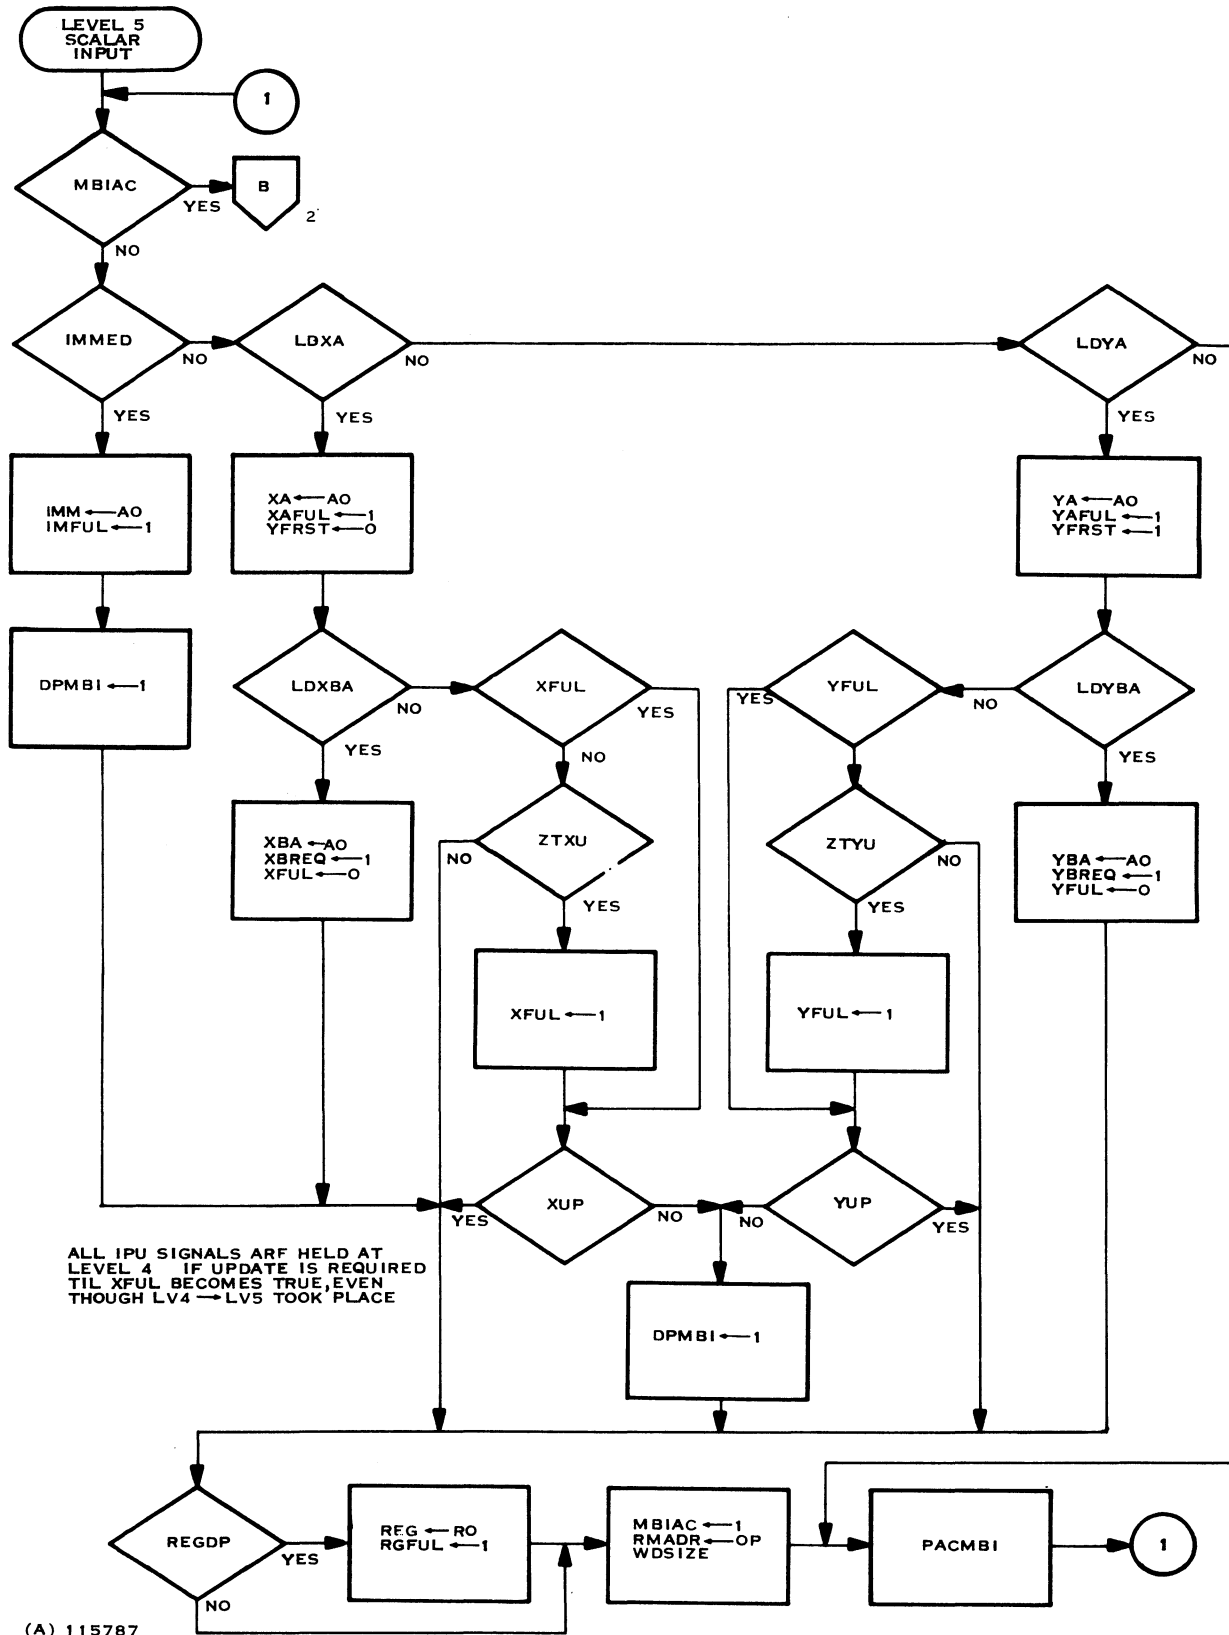 LEVEL 5
SCALAR
INPUT
1
MBIAC
YES
B
2
NO
IMMED
NO
LDXA
NO
LDYA
NO
YES
YES
YES
IMM ← AO
IMFUL ← 1
XA ← AO
XAFUL ← 1
YFRST ← O
YA ← AO
YAFUL ← 1
YFRST ← 1
DPMBI ← 1
LDXBA
NO
XFUL
YES
YES
YFUL
NO
LDYBA
YES
NO
YES
XBA ← AO
XBREQ ← 1
XFUL ← O
NO
ZTXU
YES
ZTYU
NO
YES
YBA ← AO
YBREQ ← 1
YFUL ← O
XFUL ← 1
YFUL ← 1
YES
XUP
NO
NO
YUP
YES
ALL IPU SIGNALS ARF HELD AT
LEVEL 4 IF UPDATE IS REQUIRED
TIL XFUL BECOMES TRUE, EVEN
THOUGH LV4 → LV5 TOOK PLACE
DPMBI ← 1
REGDP
YES
NO
REG ← RO
RGFUL ← 1
MBIAC ← 1
RMADR ← OP
WDSIZE
PACMBI
1
(A) 115787